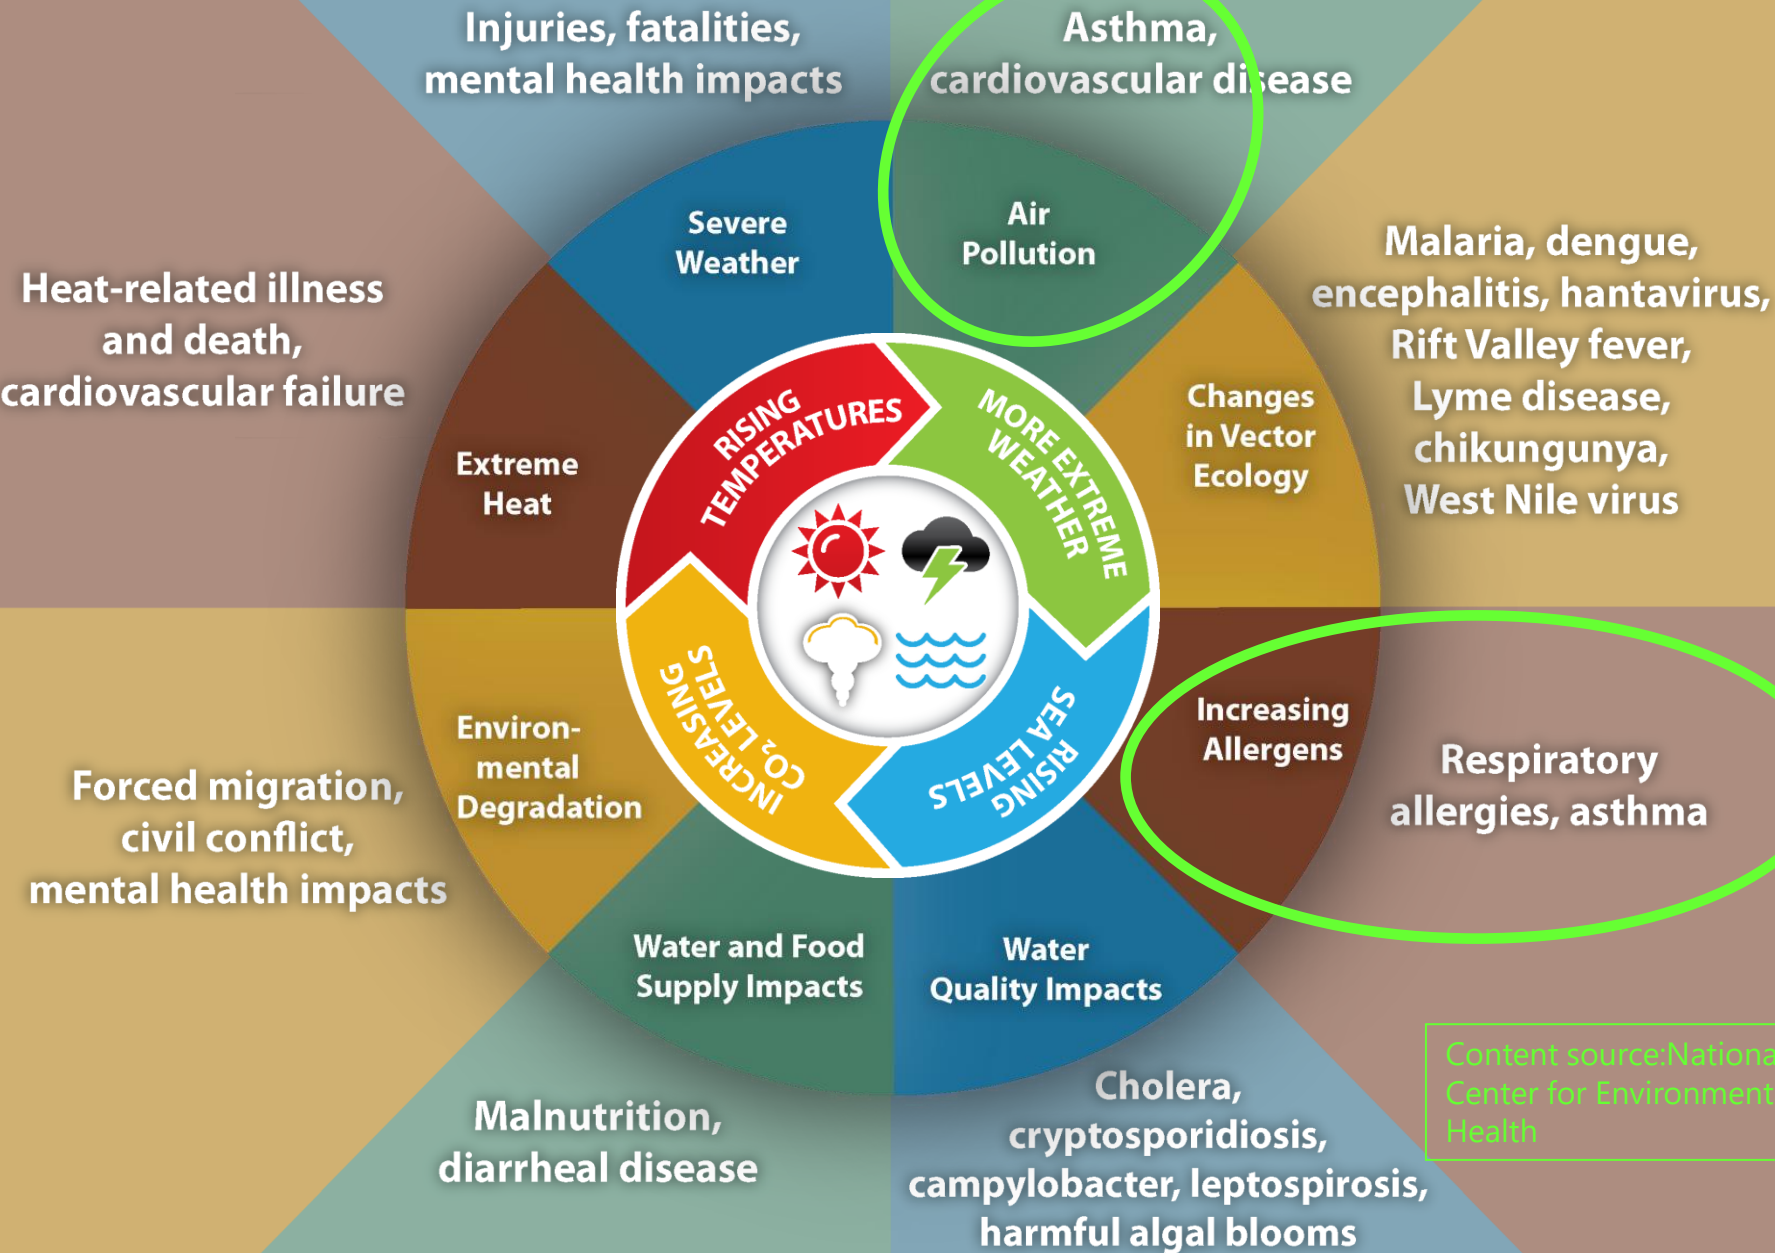 Injuries, fatalities,
mental health impacts
Asthma,
cardiovascular disease
Severe
Weather
Air
Pollution
Heat-related illness
and death,
cardiovascular failure
Malaria, dengue,
encephalitis, hantavirus,
Rift Valley fever,
Lyme disease,
chikungunya,
West Nile virus
Extreme
Heat
Changes
in Vector
Ecology
RISING
TEMPERATURES
MORE EXTREME
WEATHER
INCREASING
CO₂ LEVELS
RISING
SEA LEVELS
Environ-
mental
Degradation
Increasing
Allergens
Forced migration,
civil conflict,
mental health impacts
Respiratory
allergies, asthma
Water and Food
Supply Impacts
Water
Quality Impacts
Malnutrition,
diarrheal disease
Cholera,
cryptosporidiosis,
campylobacter, leptospirosis,
harmful algal blooms
Content source:Nationa
Center for Environment
Health